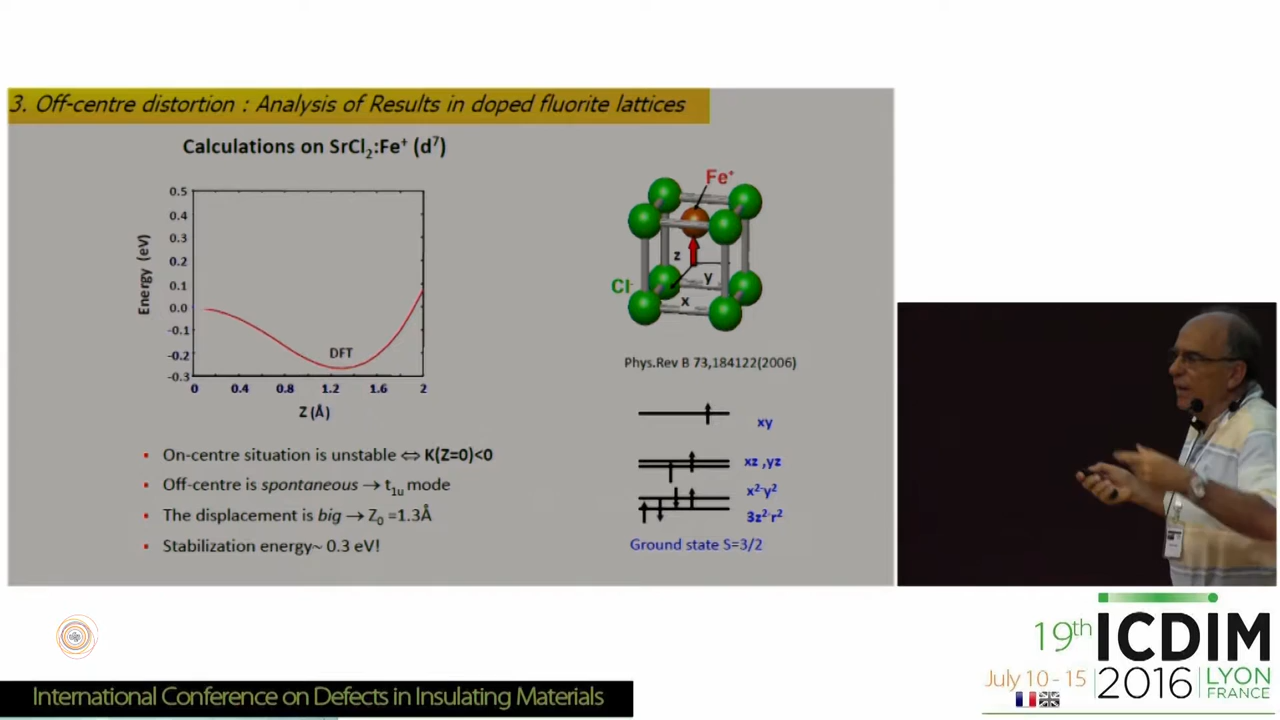 3. Off-centre distortion : Analysis of Results in doped fluorite lattices
Calculations on SrCl₂:Fe⁺ (d⁷)
0.5
0.4
0.3
0.2
0.1
0.0
-0.1
-0.2
-0.3
Energy (eV)
DFT
0 0.4 0.8 1.2 1.6 2
Z (Å)
Fe⁺
z
y
x
Cl⁻
Phys.Rev B 73,184122(2006)
xy
xz ,yz
x²-y²
3z²-r²
Ground state S=3/2
• On-centre situation is unstable ⇔ K(Z=0)<0
• Off-centre is spontaneous → t₁ᵤ mode
• The displacement is big → Z₀ =1.3Å
• Stabilization energy~ 0.3 eV!
19th ICDIM
July 10 - 15 2016 LYON
FRANCE
International Conference on Defects in Insulating Materials